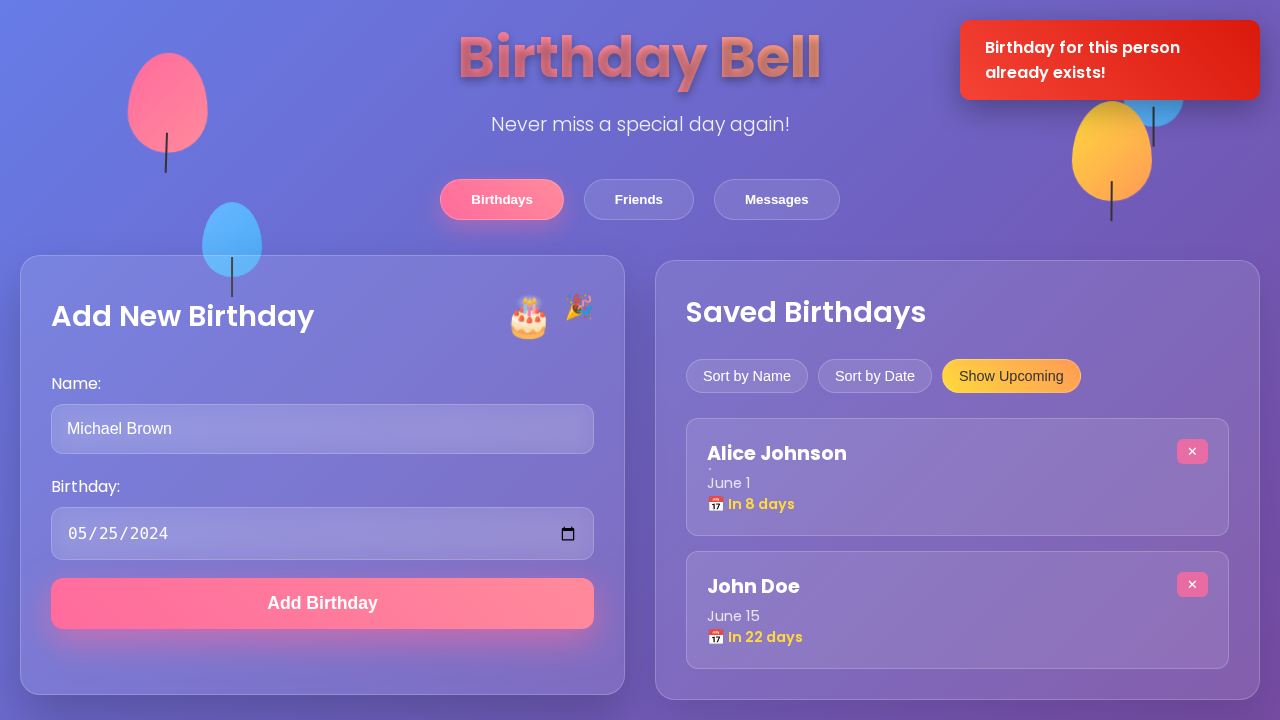 Birthday Bell
Never miss a special day again!
Birthday for this person
already exists!
Birthdays
Friends
Messages
Add New Birthday
Name:
Michael Brown
Birthday:
05/25/2024
Add Birthday
Saved Birthdays
Sort by Name
Sort by Date
Show Upcoming
Alice Johnson
June 1
📅 In 8 days
×
John Doe
June 15
📅 In 22 days
×